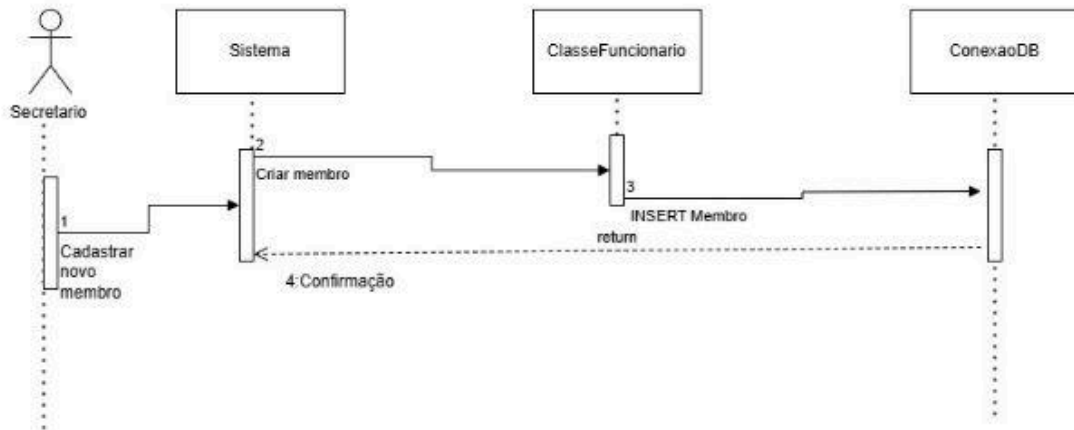 Secretario
Sistema
ClasseFuncionario
ConexaoDB
1
Cadastrar
novo
membro
2
Criar membro
3
INSERT Membro
return
4:Confirmação